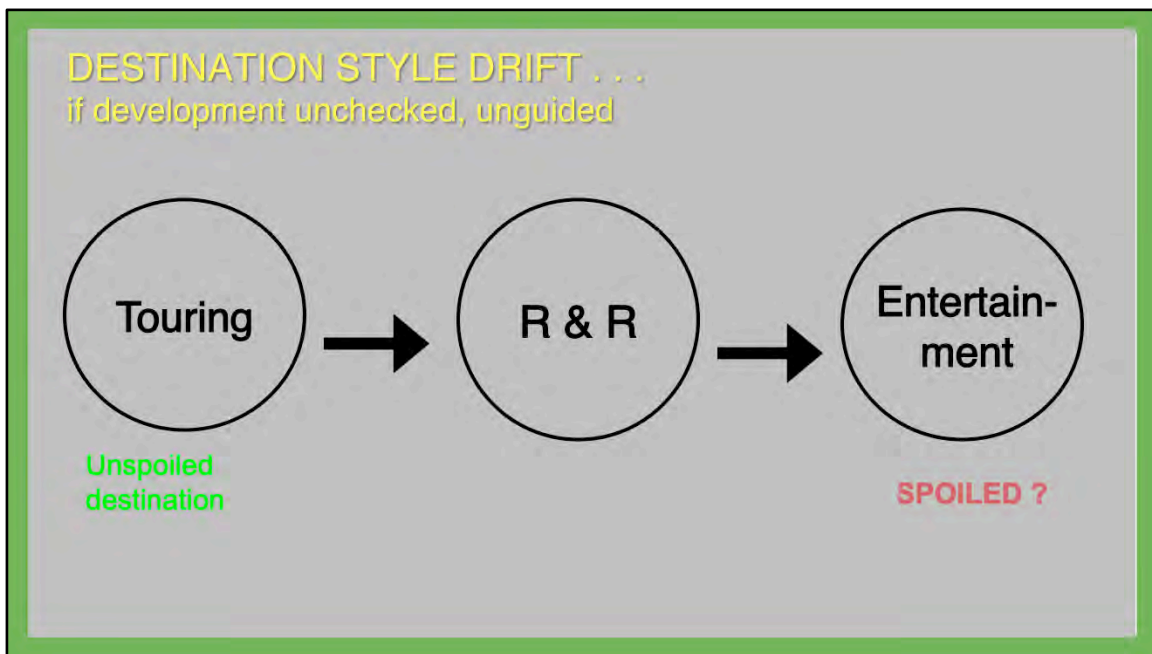 DESTINATION STYLE DRIFT . . .
if development unchecked, unguided
Touring
R & R
Entertain-
ment
Unspoiled
destination
SPOILED ?